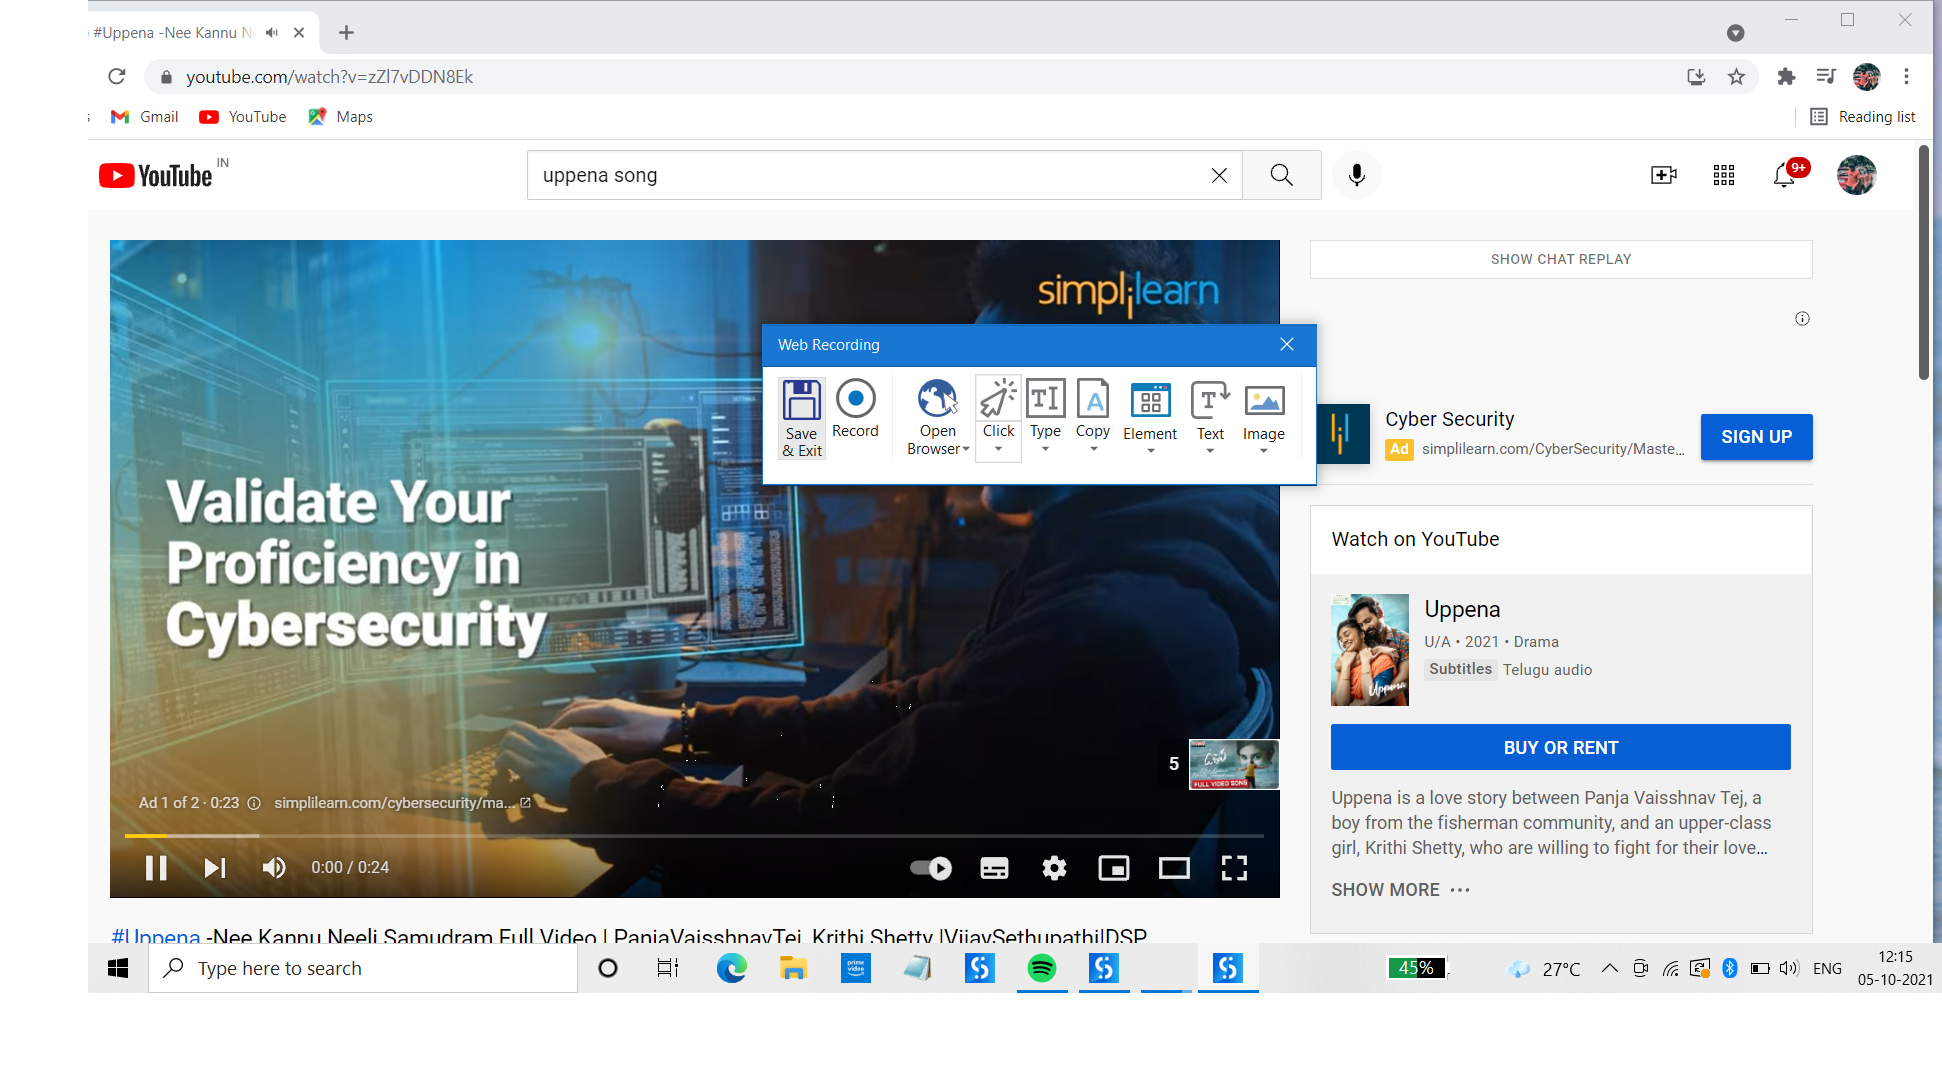 #Uppena -Nee Kannu N
youtube.com/watch?v=zZl7vDDN8Ek
Gmail
YouTube
Maps
Reading list
YouTube IN
uppena song
9+
simplilearn
SHOW CHAT REPLAY
Web Recording
Save & Exit
Record
Open Browser
Click
Type
Copy
Element
Text
Image
Cyber Security
Ad simplilearn.com/CyberSecurity/Maste...
SIGN UP
Validate Your
Proficiency in
Cybersecurity
Watch on YouTube
Uppena
U/A • 2021 • Drama
Subtitles Telugu audio
Uppena
BUY OR RENT
5
FULL VIDEO SONG
Uppena is a love story between Panja Vaisshnav Tej, a
boy from the fisherman community, and an upper-class
girl, Krithi Shetty, who are willing to fight for their love...
SHOW MORE ...
Ad 1 of 2 · 0:23 simplilearn.com/cybersecurity/ma...
0:00 / 0:24
#Uppena -Nee Kannu Neeli Samudram Full Video | PanjaVaisshnavTej, Krithi Shetty |VijaySethupathi|DSP
Type here to search
prime video
45%
27°C
ENG
12:15
05-10-2021